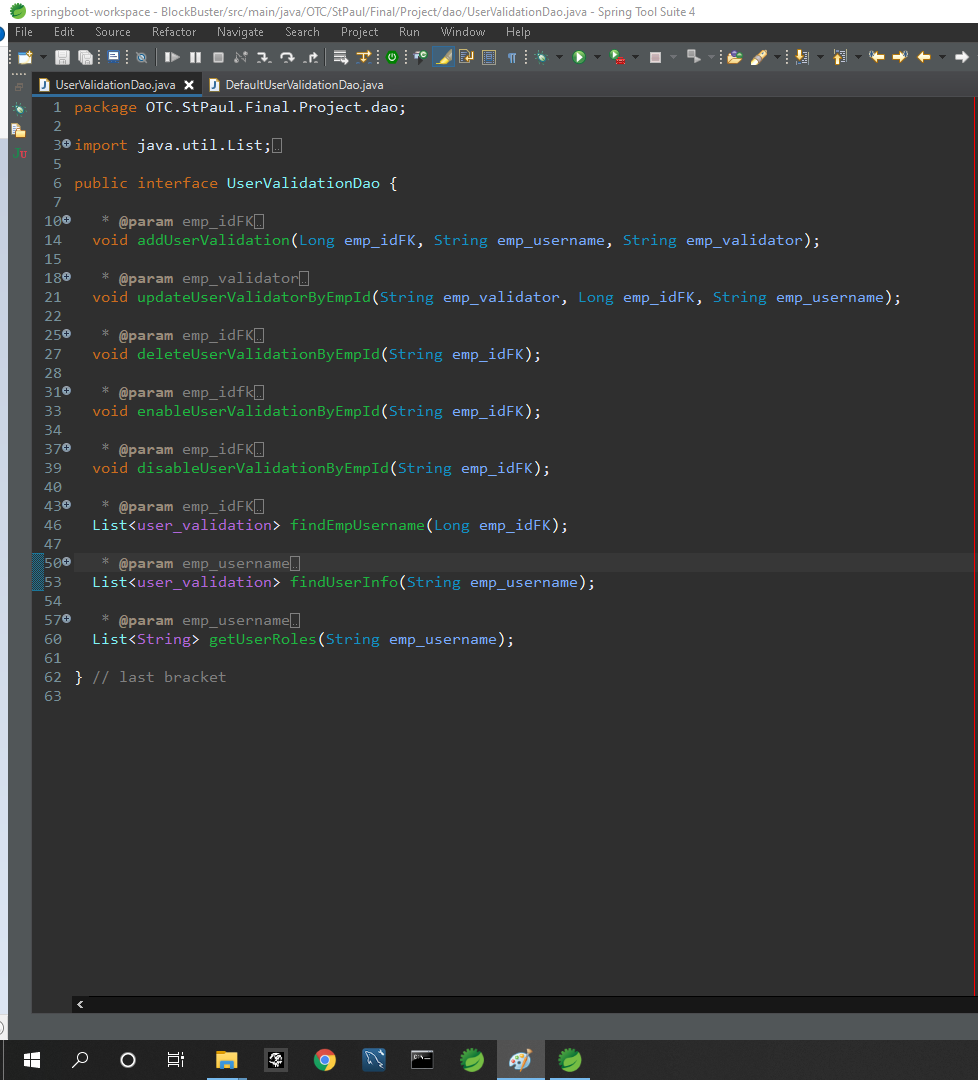 springboot-workspace - BlockBuster/src/main/java/OTC/StPaul/Final/Project/dao/UserValidationDao.java - Spring Tool Suite 4
File Edit Source Refactor Navigate Search Project Run Window Help
UserValidationDao.java DefaultUserValidationDao.java
1 package OTC.StPaul.Final.Project.dao;
2
3 import java.util.List;
5
6 public interface UserValidationDao {
7
10 * @param emp_idFK
14 void addUserValidation(Long emp_idFK, String emp_username, String emp_validator);
15
18 * @param emp_validator
21 void updateUserValidatorByEmpId(String emp_validator, Long emp_idFK, String emp_username);
22
25 * @param emp_idFK
27 void deleteUserValidationByEmpId(String emp_idFK);
28
31 * @param emp_idfk
33 void enableUserValidationByEmpId(String emp_idFK);
34
37 * @param emp_idFK
39 void disableUserValidationByEmpId(String emp_idFK);
40
43 * @param emp_idFK
46 List<user_validation> findEmpUsername(Long emp_idFK);
47
50 * @param emp_username
53 List<user_validation> findUserInfo(String emp_username);
54
57 * @param emp_username
60 List<String> getUserRoles(String emp_username);
61
62 } // last bracket
63